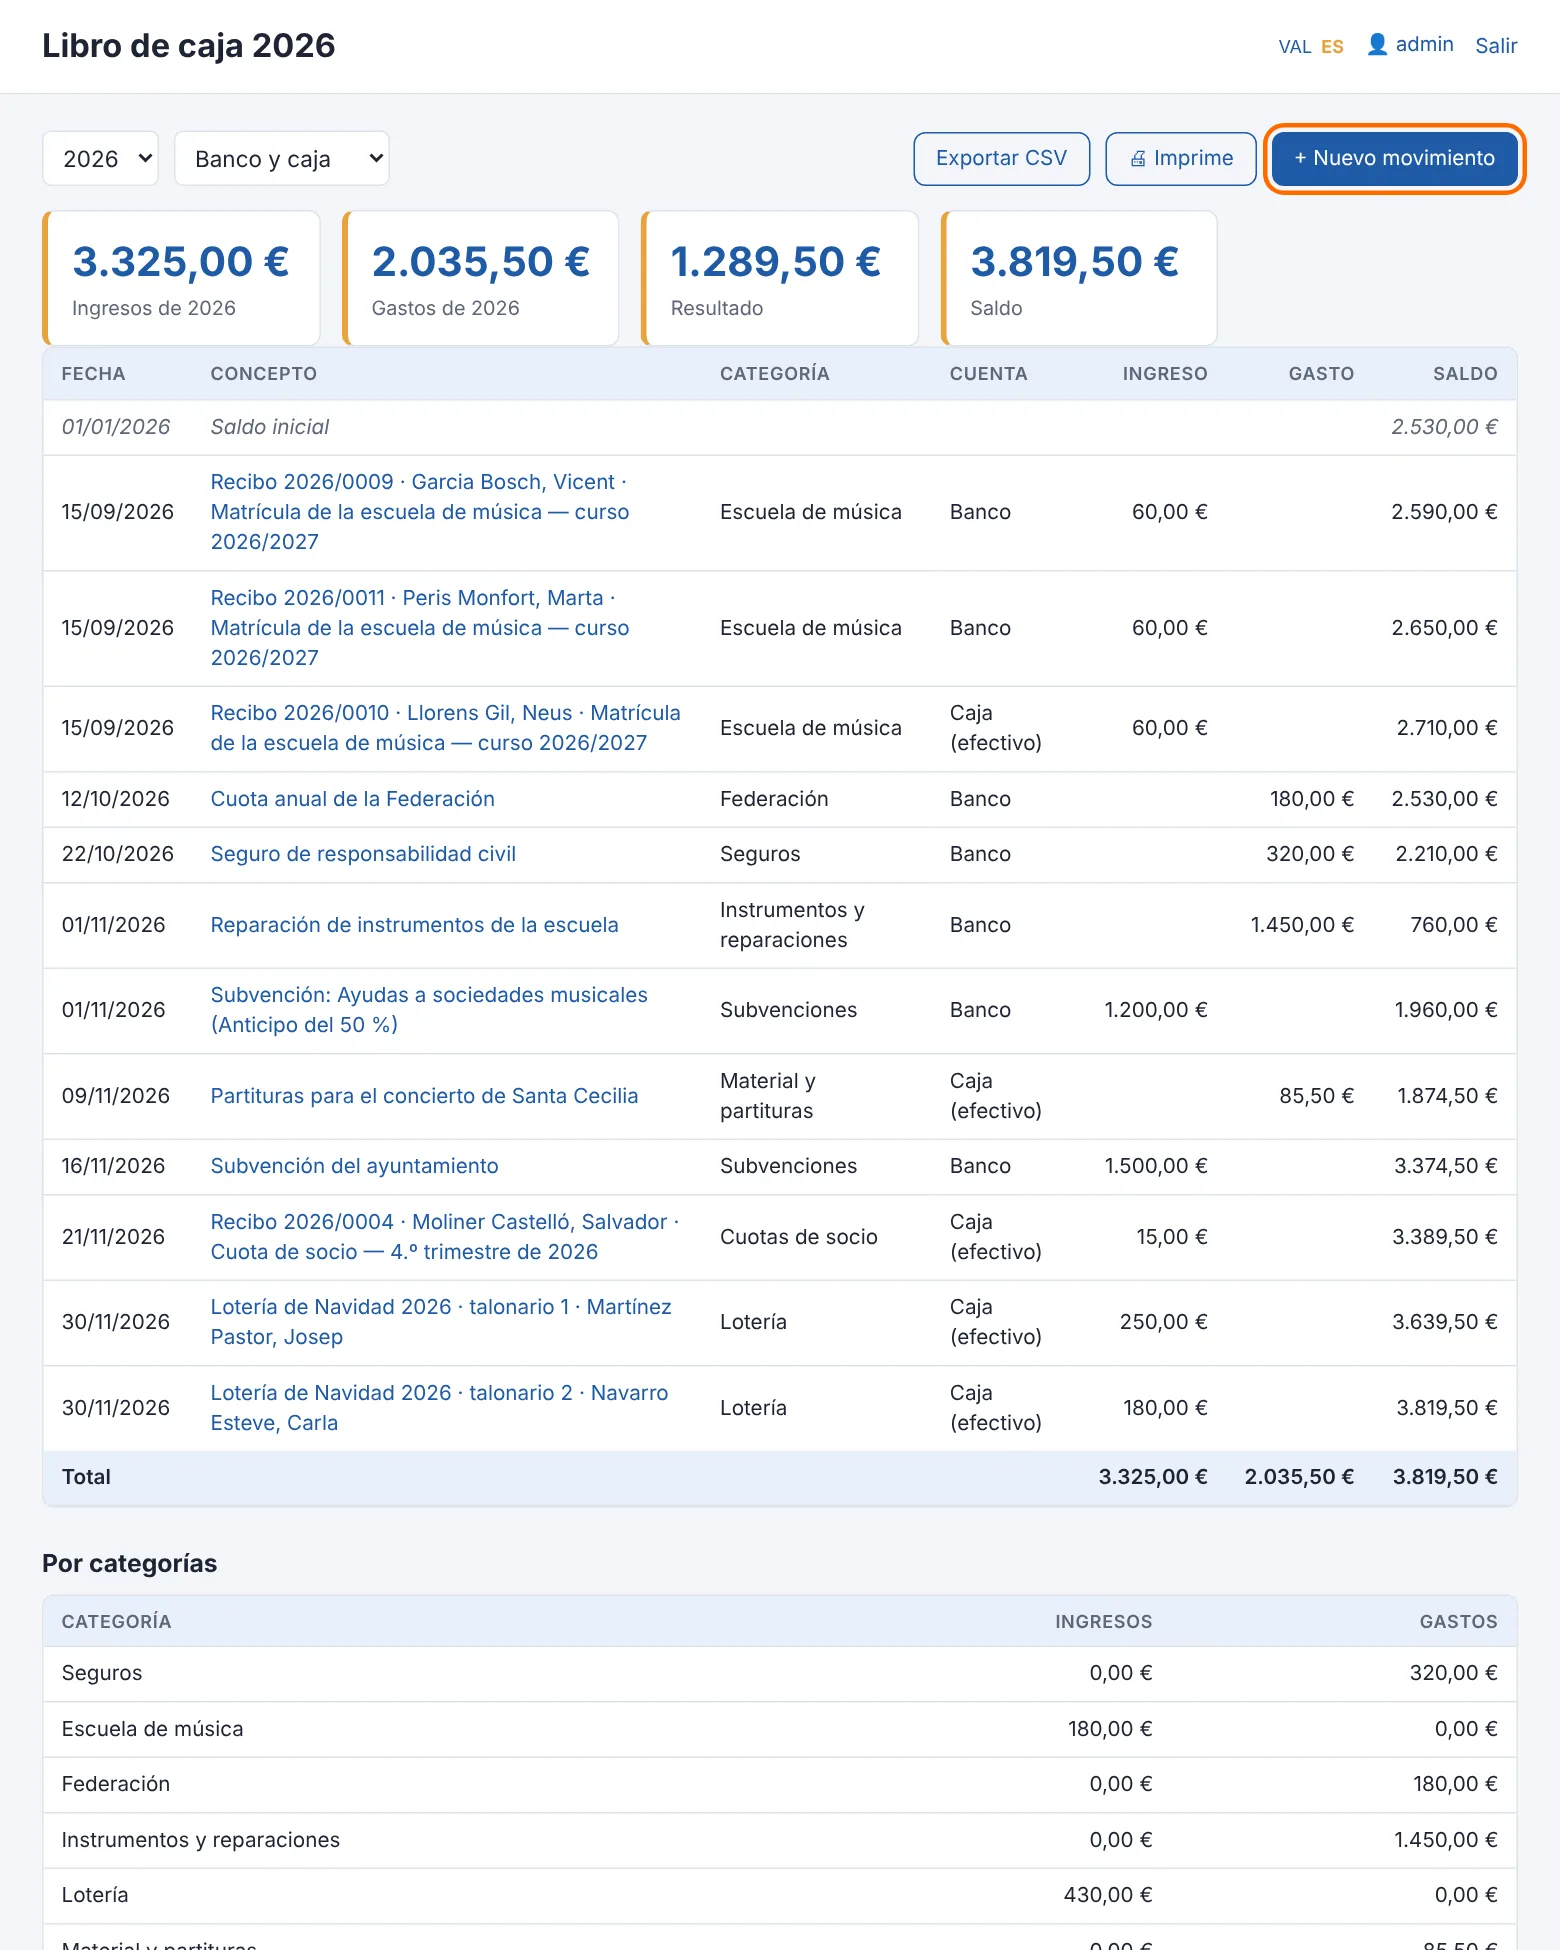 Libro de caja 2026
VAL ES admin Salir
2026 Banco y caja Exportar CSV Imprime + Nuevo movimiento
3.325,00 € 2.035,50 € 1.289,50 € 3.819,50 €
Ingresos de 2026 Gastos de 2026 Resultado Saldo
FECHA CONCEPTO CATEGORÍA CUENTA INGRESO GASTO SALDO
01/01/2026 Saldo inicial 2.530,00 €
Recibo 2026/0009 · Garcia Bosch, Vicent ·
15/09/2026 Matrícula de la escuela de música — curso Escuela de música Banco 60,00 € 2.590,00 €
2026/2027
Recibo 2026/0011 · Peris Monfort, Marta ·
15/09/2026 Matrícula de la escuela de música — curso Escuela de música Banco 60,00 € 2.650,00 €
2026/2027
Recibo 2026/0010 · Llorens Gil, Neus · Matrícula Caja
15/09/2026 Escuela de música 60,00 € 2.710,00 €
de la escuela de música — curso 2026/2027 (efectivo)
12/10/2026 Cuota anual de la Federación Federación Banco 180,00 € 2.530,00 €
22/10/2026 Seguro de responsabilidad civil Seguros Banco 320,00 € 2.210,00 €
Instrumentos y
01/11/2026 Reparación de instrumentos de la escuela Banco 1.450,00 € 760,00 €
reparaciones
Subvención: Ayudas a sociedades musicales
01/11/2026 Subvenciones Banco 1.200,00 € 1.960,00 €
(Anticipo del 50 %)
Material y Caja
09/11/2026 Partituras para el concierto de Santa Cecilia 85,50 € 1.874,50 €
partituras (efectivo)
16/11/2026 Subvención del ayuntamiento Subvenciones Banco 1.500,00 € 3.374,50 €
Recibo 2026/0004 · Moliner Castelló, Salvador · Caja
21/11/2026 Cuotas de socio 15,00 € 3.389,50 €
Cuota de socio — 4.º trimestre de 2026 (efectivo)
Lotería de Navidad 2026 · talonario 1 · Martínez Caja
30/11/2026 Lotería 250,00 € 3.639,50 €
Pastor, Josep (efectivo)
Lotería de Navidad 2026 · talonario 2 · Navarro Caja
30/11/2026 Lotería 180,00 € 3.819,50 €
Esteve, Carla (efectivo)
Total 3.325,00 € 2.035,50 € 3.819,50 €
Por categorías
CATEGORÍA INGRESOS GASTOS
Seguros 0,00 € 320,00 €
Escuela de música 180,00 € 0,00 €
Federación 0,00 € 180,00 €
Instrumentos y reparaciones 0,00 € 1.450,00 €
Lotería 430,00 € 0,00 €
Material y partituras 0,00 € 85,50 €